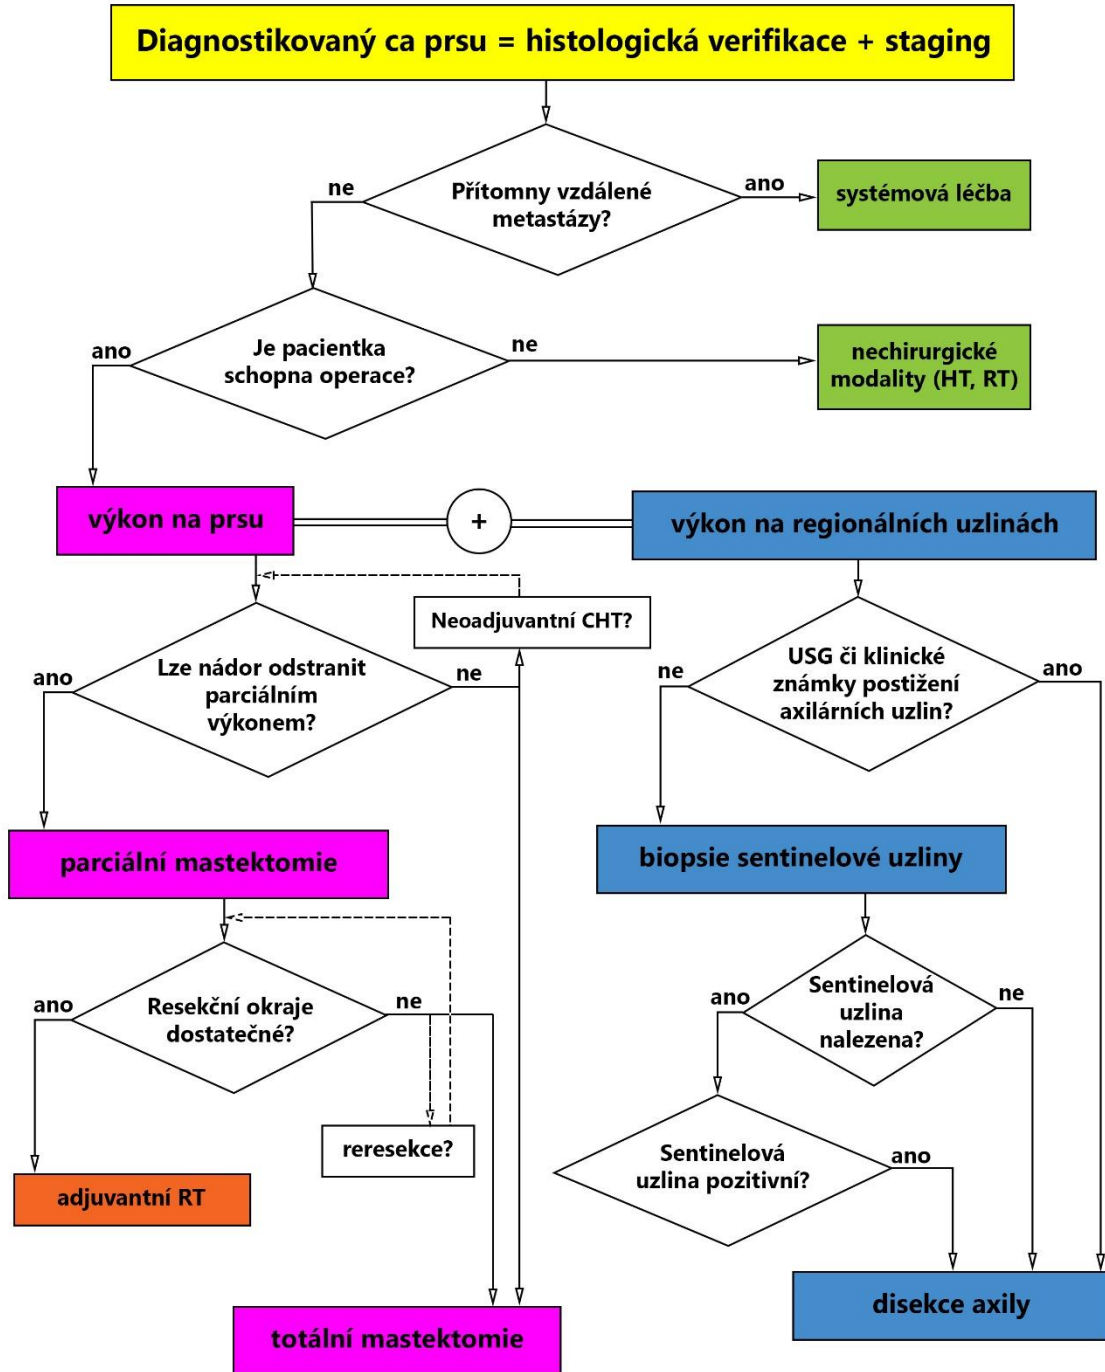 Diagnostikovaný ca prsu = histologická verifikace + staging
ne
Přítomny vzdálené
metastázy?
ano
systémová léčba
ano
Je pacientka
schopna operace?
ne
nechirurgické
modality (HT, RT)
výkon na prsu
+
výkon na regionálních uzlinách
Neoadjuvantní CHT?
ano
Lze nádor odstranit
parciálním
výkonem?
ne
ne
USG či klinické
známky postižení
axilárních uzlin?
ano
parciální mastektomie
biopsie sentinelové uzliny
ano
Resekční okraje
dostatečné?
ne
ano
Sentinelová
uzlina
nalezena?
ne
reresekce?
Sentinelová
uzlina pozitivní?
ano
adjuvantní RT
totální mastektomie
disekce axily